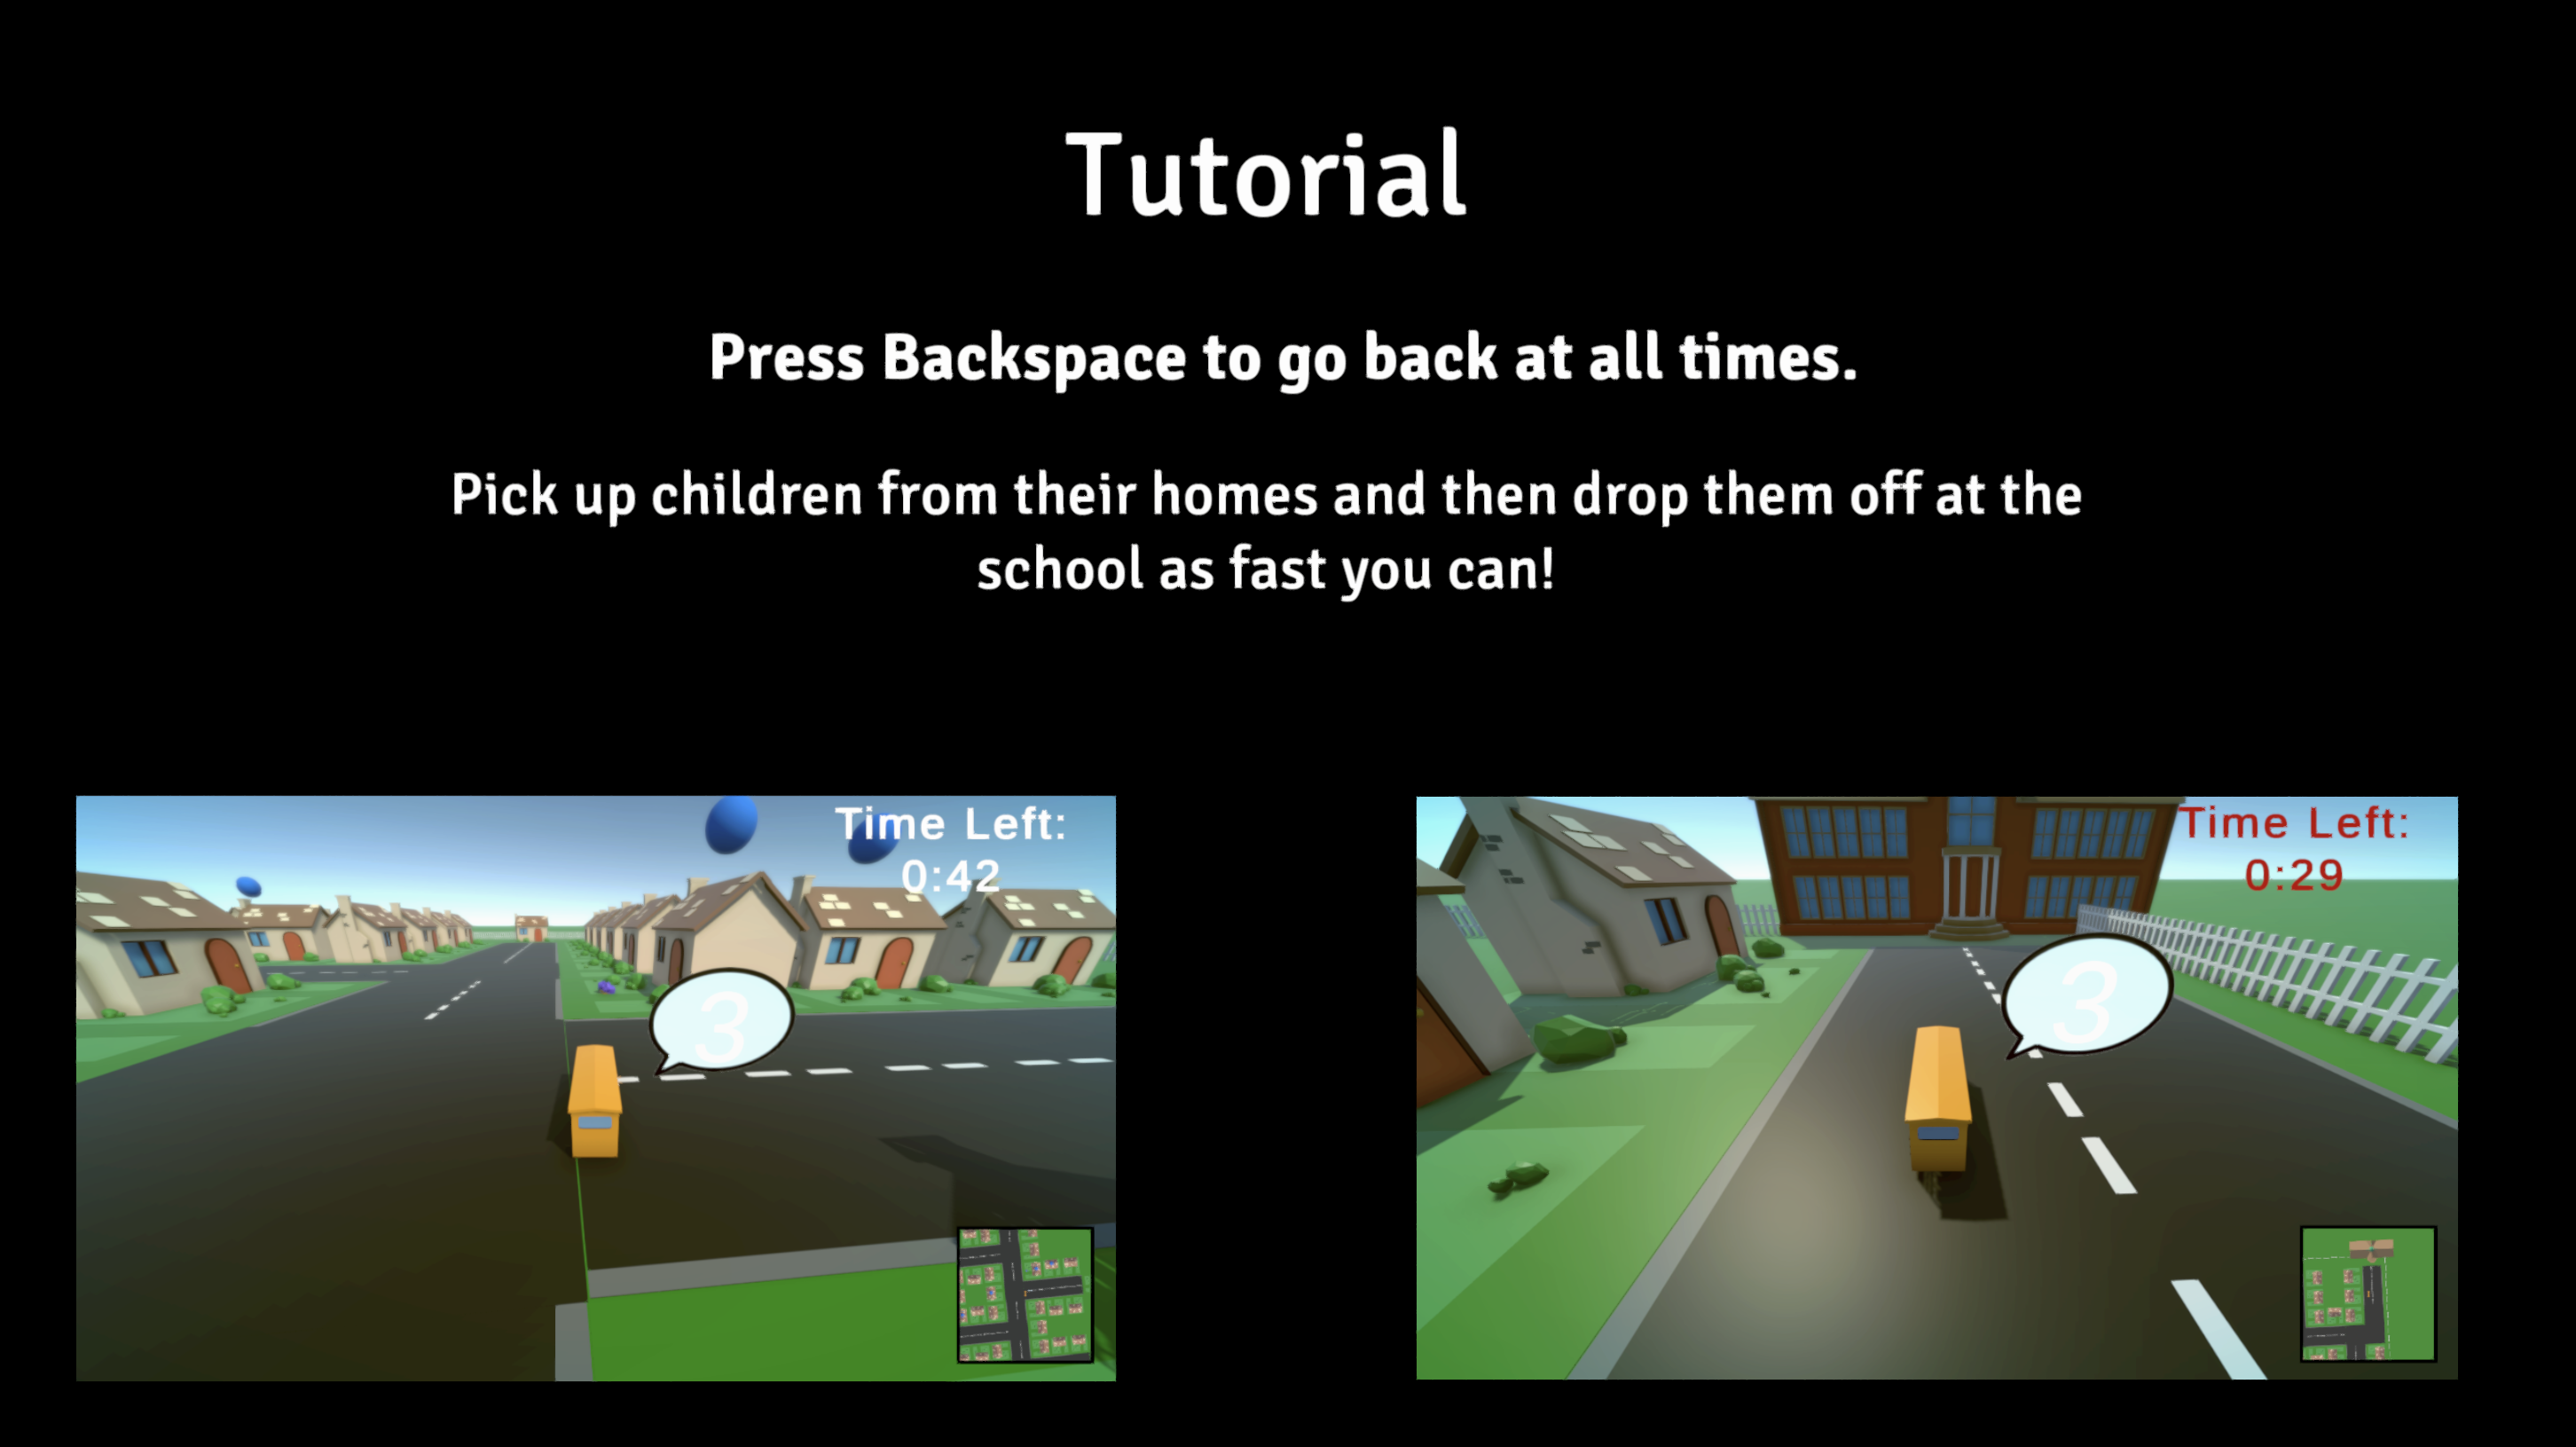 Tutorial
Press Backspace to go back at all times.
Pick up children from their homes and then drop them off at the
school as fast you can!
Time Left:
0:42
3
Time Left:
0:29
3